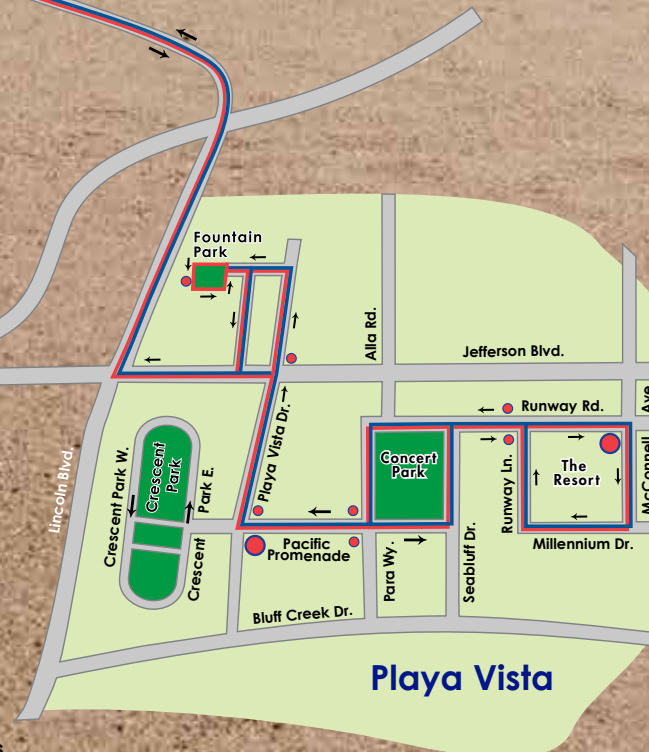 Fountain
Park
Alla Rd.
Jefferson Blvd.
Runway Rd.
Ave
McConnell
Playa Vista Dr.
Concert
Park
The
Resort
Runway Ln.
Crescent
Park
Crescent Park W.
Park E.
Crescent
Lincoln Blvd.
Pacific
Promenade
Para Wy.
Seabluff Dr.
Millennium Dr.
Bluff Creek Dr.
Playa Vista
s